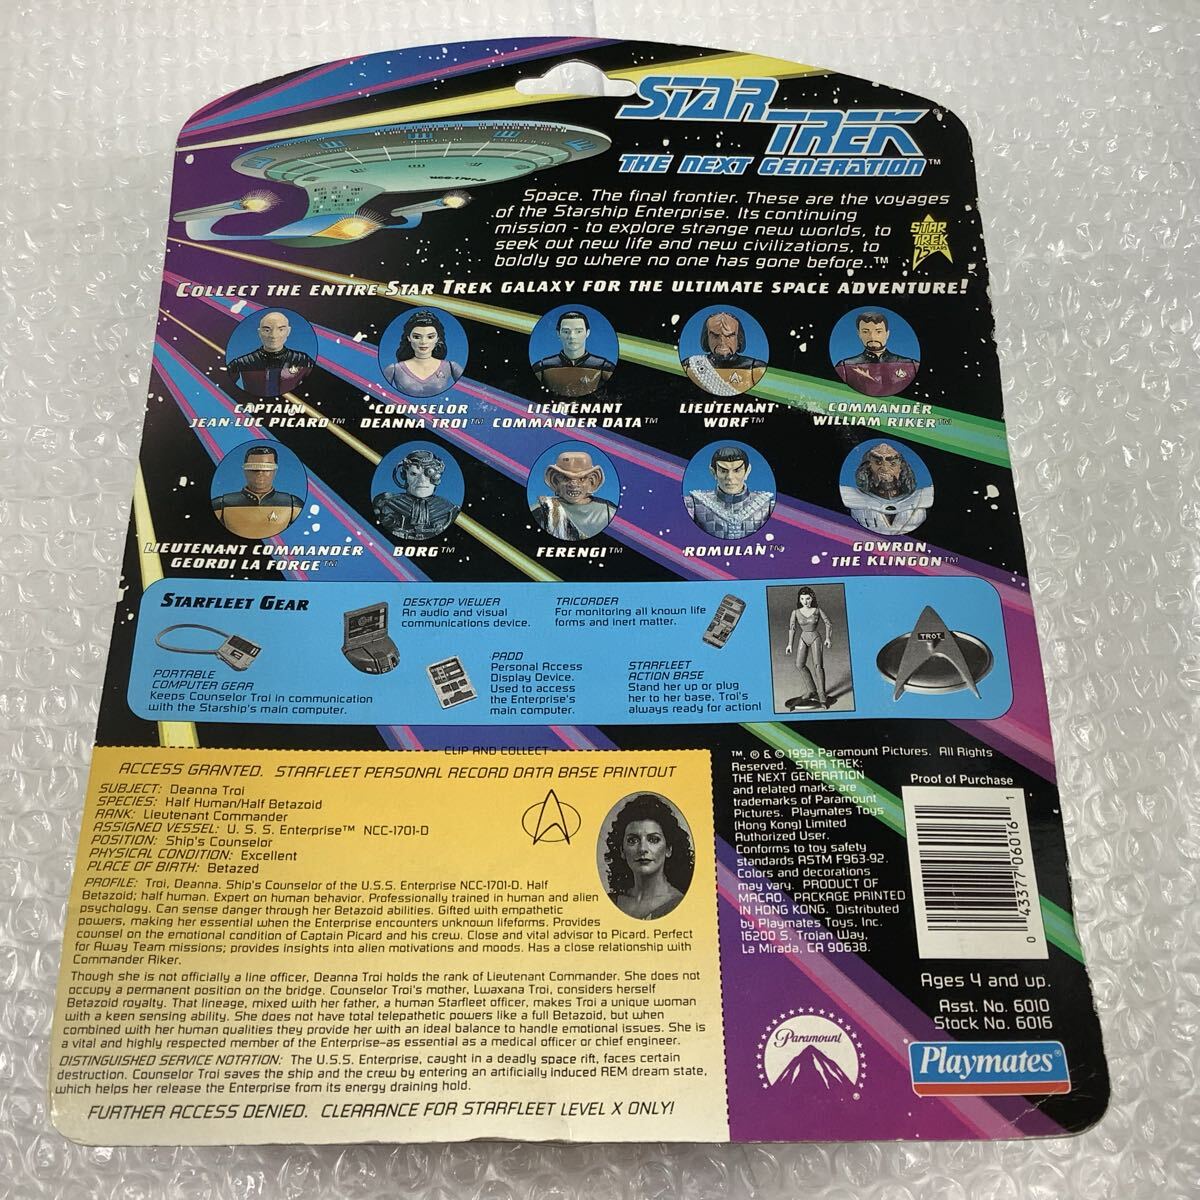 STAR TREK®
THE NEXT GENERATION™
NCC-1701-D
Space. The final frontier. These are the voyages
of the Starship Enterprise. Its continuing
mission - to explore strange new worlds, to
seek out new life and new civilizations, to
boldly go where no one has gone before..™
STAR
TREK
25 YEARS
COLLECT THE ENTIRE STAR TREK GALAXY FOR THE ULTIMATE SPACE ADVENTURE!
CAPTAIN
JEAN-LUC PICARD™
COUNSELOR
DEANNA TROI™
LIEUTENANT
COMMANDER DATA™
LIEUTENANT
WORF™
COMMANDER
WILLIAM RIKER™
LIEUTENANT COMMANDER
GEORDI LA FORGE™
BORG™
FERENGI™
ROMULAN™
GOWRON,
THE KLINGON™
STARFLEET GEAR
PORTABLE
COMPUTER GEAR
Keeps Counselor Troi in communication
with the Starship's main computer.
DESKTOP VIEWER
An audio and visual
communications device.
PADD
Personal Access
Display Device.
Used to access
the Enterprise's
main computer.
TRICORDER
For monitoring all known life
forms and inert matter.
STARFLEET
ACTION BASE
Stand her up or plug
her to her base. Troi's
always ready for action!
TROI
CLIP AND COLLECT
ACCESS GRANTED. STARFLEET PERSONAL RECORD DATA BASE PRINTOUT
SUBJECT: Deanna Troi
SPECIES: Half Human/Half Betazoid
RANK: Lieutenant Commander
ASSIGNED VESSEL: U. S. S. Enterprise™ NCC-1701-D
POSITION: Ship's Counselor
PHYSICAL CONDITION: Excellent
PLACE OF BIRTH: Betazed
PROFILE: Troi, Deanna. Ship's Counselor of the U.S.S. Enterprise NCC-1701-D. Half
Betazoid; half human. Expert on human behavior. Professionally trained in human and alien
psychology. Can sense danger through her Betazoid abilities. Gifted with empathetic
powers, making her essential when the Enterprise encounters unknown lifeforms. Provides
counsel on the emotional condition of Captain Picard and his crew. Close and vital advisor to Picard. Perfect
for Away Team missions; provides insights into alien motivations and moods. Has a close relationship with
Commander Riker.
Though she is not officially a line officer, Deanna Troi holds the rank of Lieutenant Commander. She does not
occupy a permanent position on the bridge. Counselor Troi's mother, Lwaxana Troi, considers herself
Betazoid royalty. That lineage, mixed with her father, a human Starfleet officer, makes Troi a unique woman
with a keen sensing ability. She does not have total telepathetic powers like a full Betazoid, but when
combined with her human qualities they provide her with an ideal balance to handle emotional issues. She is
a vital and highly respected member of the Enterprise–as essential as a medical officer or chief engineer.
DISTINGUISHED SERVICE NOTATION: The U.S.S. Enterprise, caught in a deadly space rift, faces certain
destruction. Counselor Troi saves the ship and the crew by entering an artificially induced REM dream state,
which helps her release the Enterprise from its energy draining hold.
FURTHER ACCESS DENIED. CLEARANCE FOR STARFLEET LEVEL X ONLY!
™, ® & © 1992 Paramount Pictures. All Rights
Reserved. STAR TREK:
THE NEXT GENERATION
and related marks are
trademarks of Paramount
Pictures. Playmates Toys
(Hong Kong) Limited
Authorized User.
Conforms to toy safety
standards ASTM F963-92.
Colors and decorations
may vary. PRODUCT OF
MACAO. PACKAGE PRINTED
IN HONG KONG. Distributed
by Playmates Toys, Inc.
16200 S. Trojan Way,
La Mirada, CA 90638.
Proof of Purchase
0 43377 06016 1
Ages 4 and up.
Asst. No. 6010
Stock No. 6016
Paramount®
Playmates®